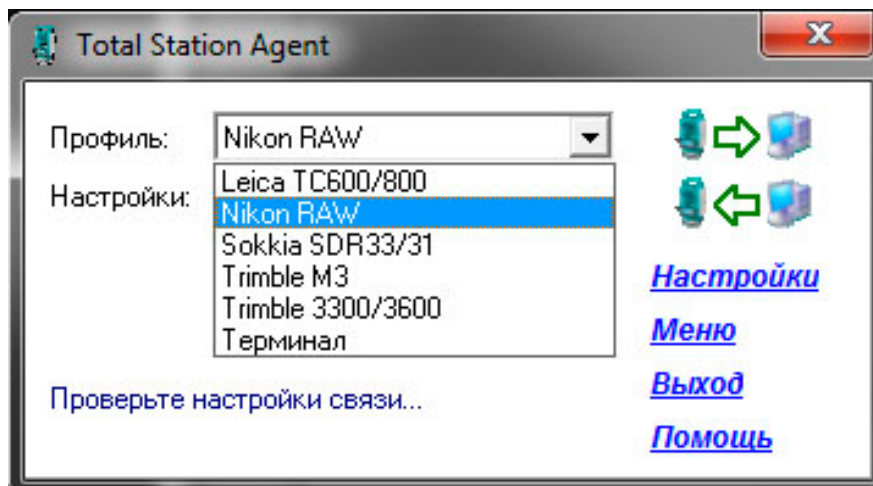 Total Station Agent
Профиль: Nikon RAW
Настройки:
Leica TC600/800
Nikon RAW
Sokkia SDR33/31
Trimble M3
Trimble 3300/3600
Терминал
Проверьте настройки связи...
Настройки
Меню
Выход
Помощь